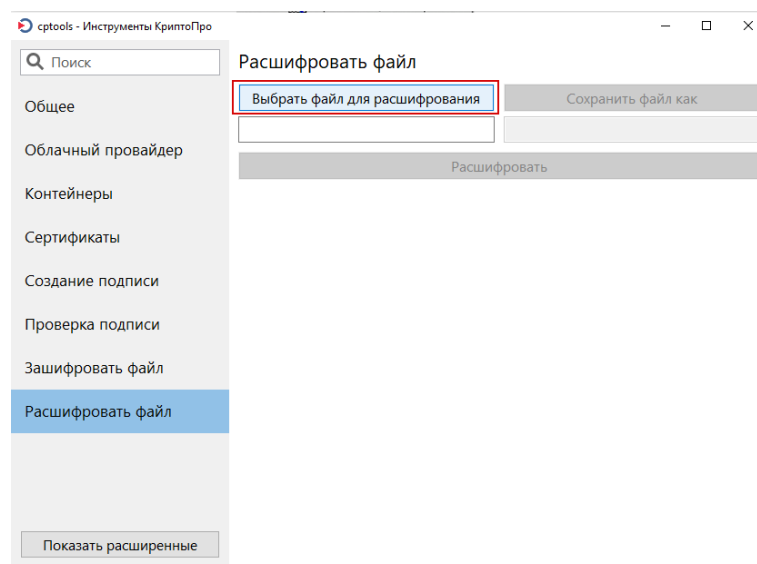 cptools - Инструменты КриптоПро
Поиск
Общее
Облачный провайдер
Контейнеры
Сертификаты
Создание подписи
Проверка подписи
Зашифровать файл
Расшифровать файл
Показать расширенные
Расшифровать файл
Выбрать файл для расшифрования
Сохранить файл как
Расшифровать